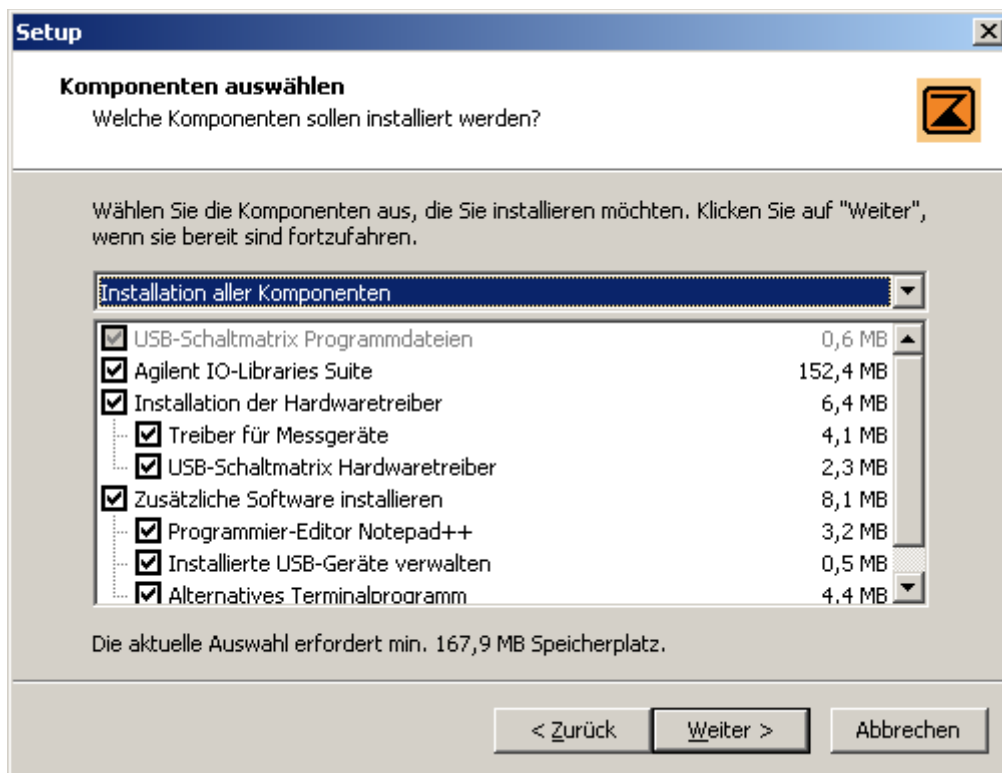 Setup
Komponenten auswählen
Welche Komponenten sollen installiert werden?
Wählen Sie die Komponenten aus, die Sie installieren möchten. Klicken Sie auf "Weiter",
wenn sie bereit sind fortzufahren.
Installation aller Komponenten
USB-Schaltmatrix Programmdateien 0,6 MB
Agilent IO-Libraries Suite 152,4 MB
Installation der Hardwaretreiber 6,4 MB
Treiber für Messgeräte 4,1 MB
USB-Schaltmatrix Hardwaretreiber 2,3 MB
Zusätzliche Software installieren 8,1 MB
Programmier-Editor Notepad++ 3,2 MB
Installierte USB-Geräte verwalten 0,5 MB
Alternatives Terminalprogramm 4,4 MB
Die aktuelle Auswahl erfordert min. 167,9 MB Speicherplatz.
< Zurück Weiter > Abbrechen